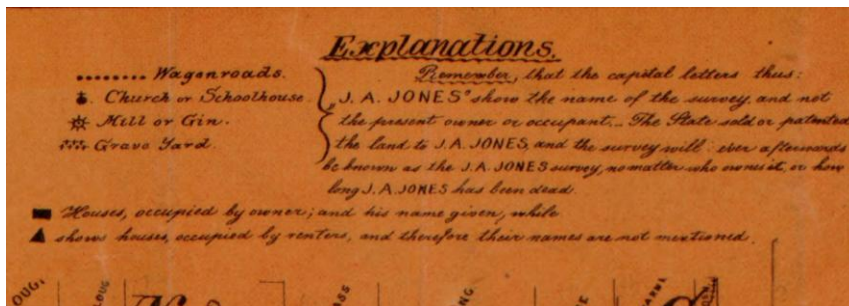 Explanations.
........ Wagonroads.
Church or Schoolhouse.
Mill or Gin.
Grave Yard.
Remember, that the capital letters thus:
„J. A. JONES” show the name of the survey, and not
the present owner or occupant... The State sold or patented
the land to J. A. JONES, and the survey will ever afterwards
be known as the J. A. JONES survey, no matter who owns it, or how
long J. A. JONES has been dead.
Houses, occupied by owner; and his name given, while
shows houses, occupied by renters, and therefore their names are not mentioned.